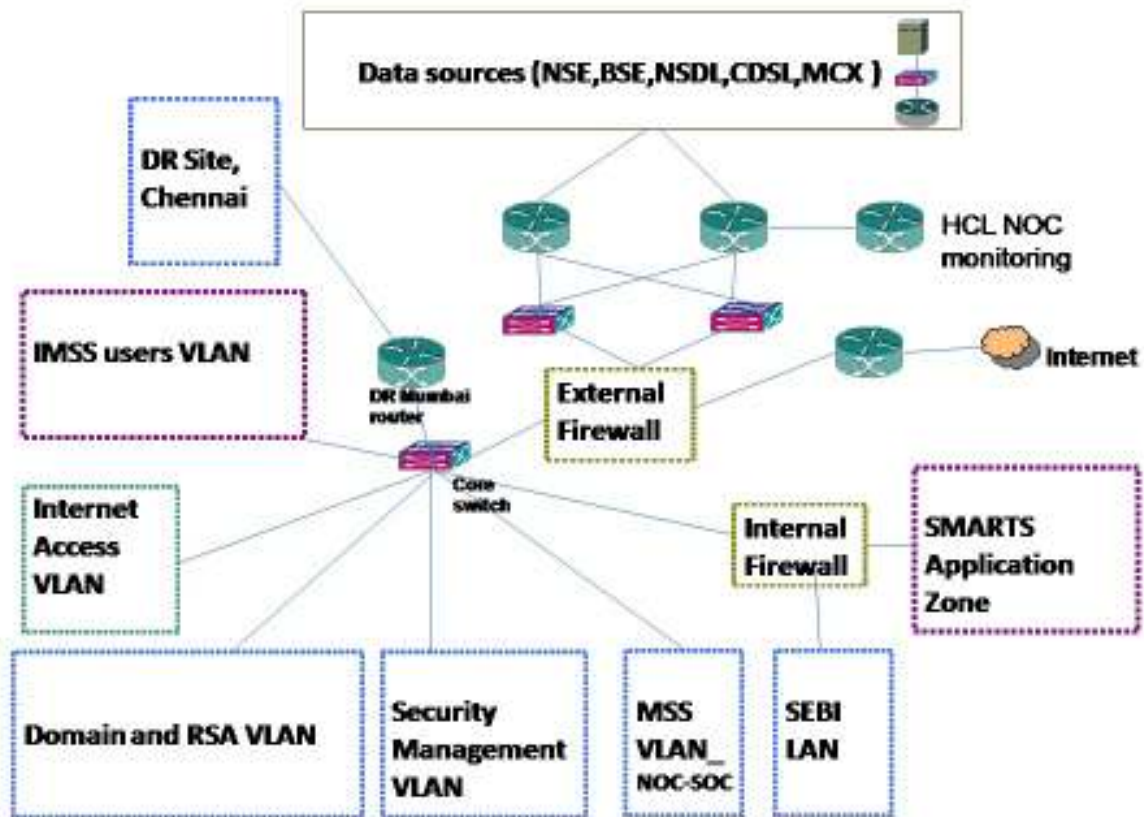 Data sources (NSE,BSE,NSDL,CDSL,MCX )
DR Site,
Chennai
HCL NOC
monitoring
IMSS users VLAN
Internet
DR Mumbai
router
External
Firewall
Core
switch
Internet
Access
VLAN
Internal
Firewall
SMARTS
Application
Zone
Domain and RSA VLAN
Security
Management
VLAN
MSS
VLAN_
NOC-SOC
SEBI
LAN